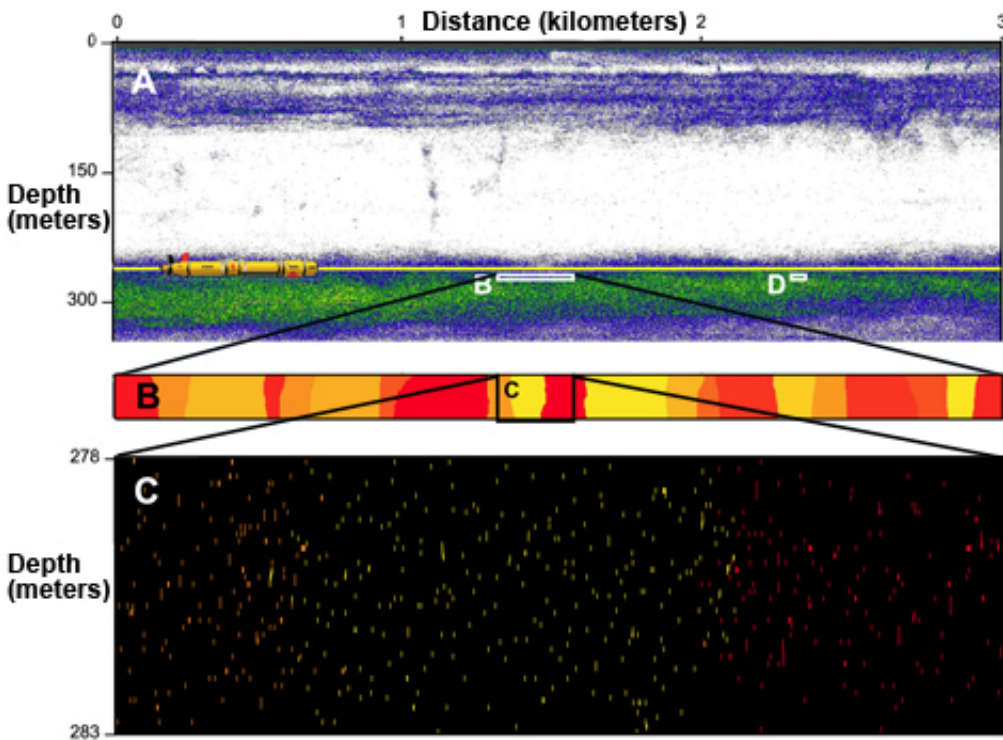 0 1 Distance (kilometers) 2 3
0
A
150
Depth
(meters)
B D
300
B C
278
C
Depth
(meters)
283